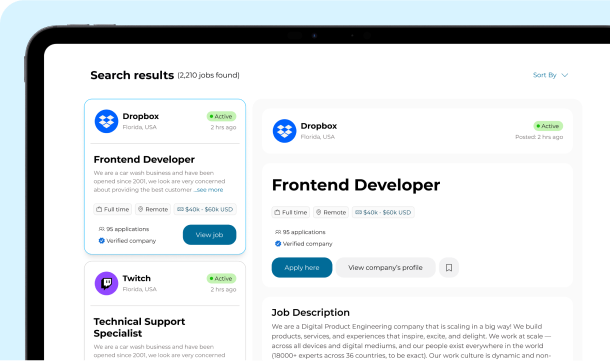 Search results (2,210 jobs found)
Sort By
Dropbox
Active
Florida, USA
2 hrs ago
Frontend Developer
We are a car wash business and have been
opened since 2001, we look are very concerned
about providing the best customer ...see more
Full time
Remote
$40k - $60k USD
95 applications
Verified company
View job
Twitch
Active
Florida, USA
2 hrs ago
Technical Support
Specialist
We are a car wash business and have been
opened since 2001, we look are very concerned
Dropbox
Active
Florida, USA
Posted: 2 hrs ago
Frontend Developer
Full time
Remote
$40k - $60k USD
95 applications
Verified company
Apply here
View company's profile
Job Description
We are a Digital Product Engineering company that is scaling in a big way! We build
products, services, and experiences that inspire, excite, and delight. We work at scale —
across all devices and digital mediums, and our people exist everywhere in the world
(18000+ experts across 36 countries, to be exact). Our work culture is dynamic and non-